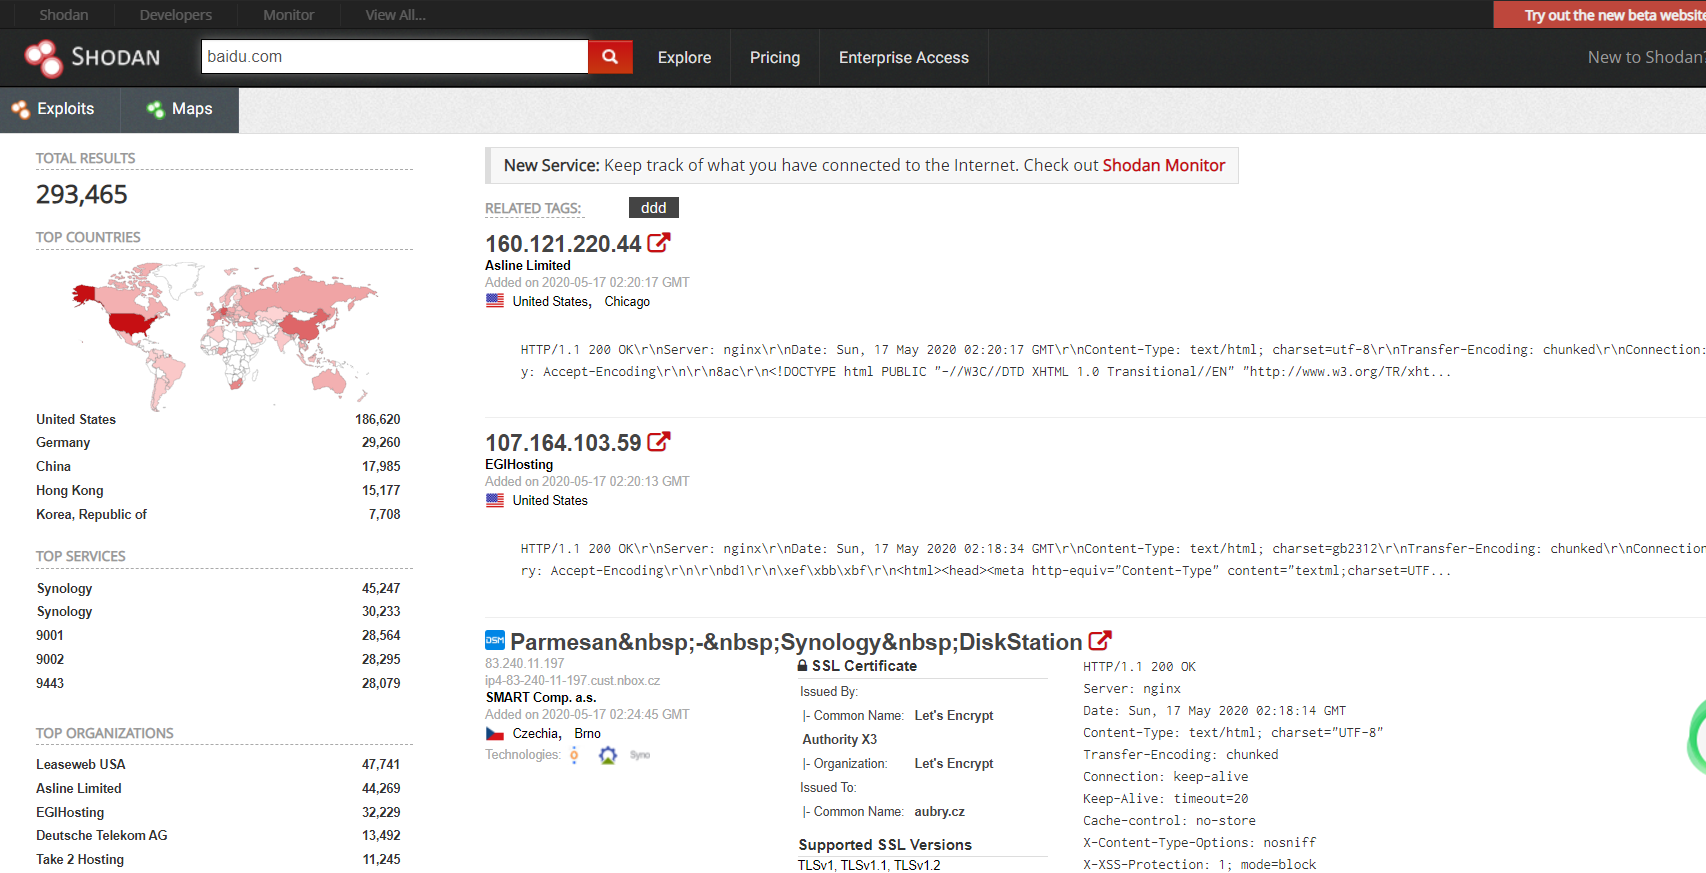 Shodan Developers Monitor View All...
Try out the new beta website
SHODAN
baidu.com
Explore Pricing Enterprise Access
New to Shodan?
Exploits Maps
TOTAL RESULTS
293,465
TOP COUNTRIES
United States 186,620
Germany 29,260
China 17,985
Hong Kong 15,177
Korea, Republic of 7,708
TOP SERVICES
Synology 45,247
Synology 30,233
9001 28,564
9002 28,295
9443 28,079
TOP ORGANIZATIONS
Leaseweb USA 47,741
Asline Limited 44,269
EGIHosting 32,229
Deutsche Telekom AG 13,492
Take 2 Hosting 11,245
New Service: Keep track of what you have connected to the Internet. Check out Shodan Monitor
RELATED TAGS: ddd
160.121.220.44
Asline Limited
Added on 2020-05-17 02:20:17 GMT
United States, Chicago
HTTP/1.1 200 OK\r\nServer: nginx\r\nDate: Sun, 17 May 2020 02:20:17 GMT\r\nContent-Type: text/html; charset=utf-8\r\nTransfer-Encoding: chunked\r\nConnection:
y: Accept-Encoding\r\n\r\n8ac\r\n<!DOCTYPE html PUBLIC "-//W3C//DTD XHTML 1.0 Transitional//EN" "http://www.w3.org/TR/xht...
107.164.103.59
EGIHosting
Added on 2020-05-17 02:20:13 GMT
United States
HTTP/1.1 200 OK\r\nServer: nginx\r\nDate: Sun, 17 May 2020 02:18:34 GMT\r\nContent-Type: text/html; charset=gb2312\r\nTransfer-Encoding: chunked\r\nConnection
ry: Accept-Encoding\r\n\r\nbd1\r\n\xef\xbb\xbf\r\n<html><head><meta http-equiv="Content-Type" content="textml;charset=UTF...
DSM Parmesan&nbsp;-&nbsp;Synology&nbsp;DiskStation
83.240.11.197
ip4-83-240-11-197.cust.nbox.cz
SMART Comp. a.s.
Added on 2020-05-17 02:24:45 GMT
Czechia, Brno
Technologies: Syno
SSL Certificate
Issued By:
|- Common Name: Let's Encrypt
Authority X3
|- Organization: Let's Encrypt
Issued To:
|- Common Name: aubry.cz
Supported SSL Versions
TLSv1, TLSv1.1, TLSv1.2
HTTP/1.1 200 OK
Server: nginx
Date: Sun, 17 May 2020 02:18:14 GMT
Content-Type: text/html; charset="UTF-8"
Transfer-Encoding: chunked
Connection: keep-alive
Keep-Alive: timeout=20
Cache-control: no-store
X-Content-Type-Options: nosniff
X-XSS-Protection: 1; mode=block